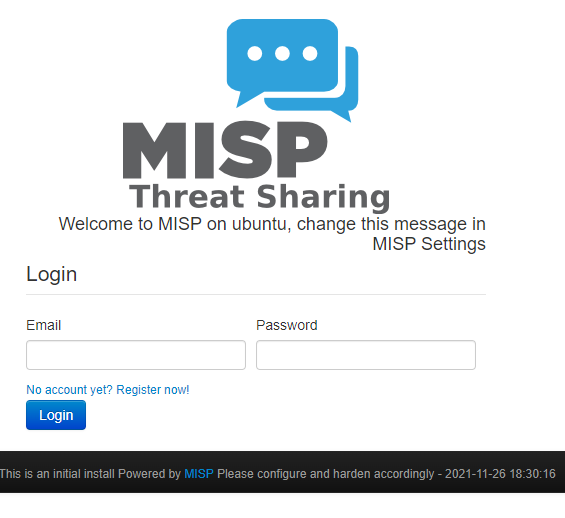 MISP
Threat Sharing
Welcome to MISP on ubuntu, change this message in
MISP Settings
Login
Email Password
No account yet? Register now!
Login
This is an initial install Powered by MISP Please configure and harden accordingly - 2021-11-26 18:30:16